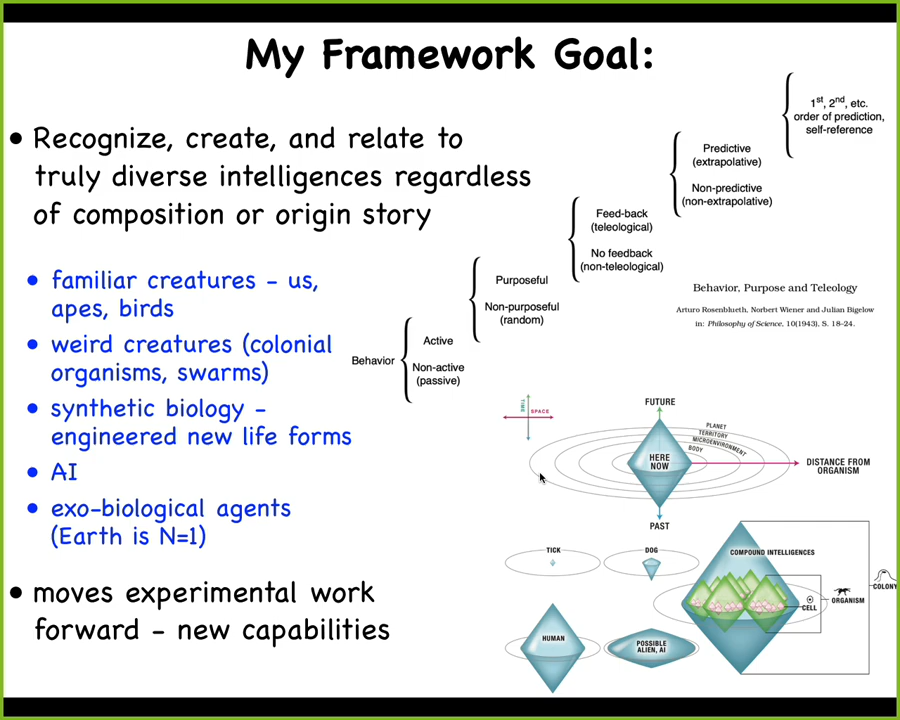 My Framework Goal:
• Recognize, create, and relate to
truly diverse intelligences regardless
of composition or origin story
• familiar creatures - us,
apes, birds
• weird creatures (colonial
organisms, swarms)
• synthetic biology -
engineered new life forms
• AI
• exo-biological agents
(Earth is N=1)
• moves experimental work
forward - new capabilities
1st, 2nd, etc.
order of prediction,
self-reference
Predictive
(extrapolative)
Non-predictive
(non-extrapolative)
Feed-back
(teleological)
No feedback
(non-teleological)
Purposeful
Non-purposeful
(random)
Active
Behavior
Non-active
(passive)
Behavior, Purpose and Teleology
Arturo Rosenblueth, Norbert Wiener and Julian Bigelow
in: Philosophy of Science, 10(1943), S. 18–24.
TIME
SPACE
FUTURE
PLANET
TERRITORY
MICROENVIRONMENT
BODY
HERE
NOW
DISTANCE FROM
ORGANISM
PAST
TICK
DOG
COMPOUND INTELLIGENCES
COLONY
ORGANISM
CELL
HUMAN
POSSIBLE
ALIEN, AI